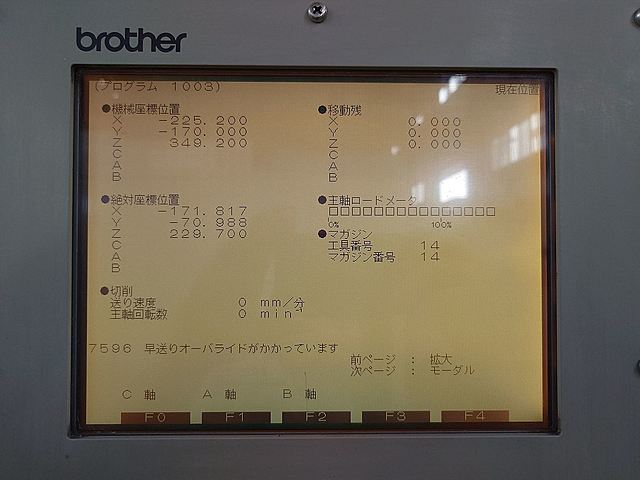 brother
(プログラム 1003)
現在位置
●機械座標位置
X -225. 200
Y -170. 000
Z 349. 200
C
A
B
●移動残
X 0. 000
Y 0. 000
Z 0. 000
C
A
B
●絶対座標位置
X -171. 817
Y -70. 988
Z 229. 700
C
A
B
●主軸ロードメータ
0% 100%
●マガジン
工具番号 14
マガジン番号 14
●切削
送り速度 0 mm/分
主軸回転数 0 min⁻¹
7596 早送りオーバライドがかかっています
前ページ : 拡大
次ページ : モーダル
C 軸 A 軸 B 軸
F0 F1 F2 F3 F4